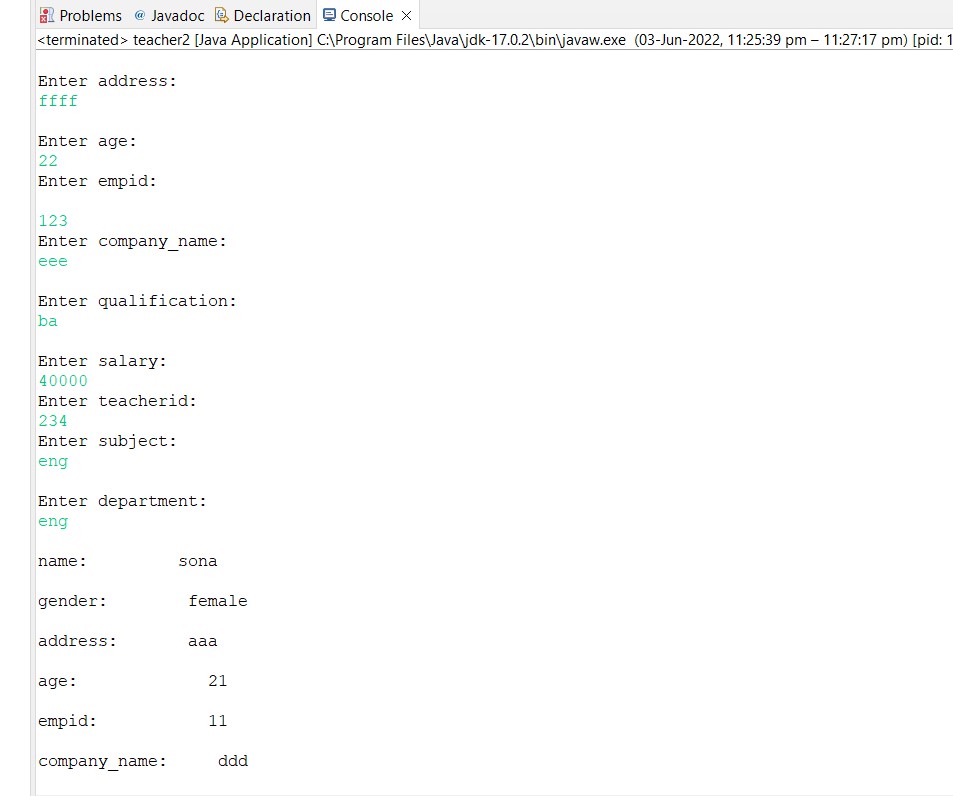 Problems @ Javadoc Declaration Console
<terminated> teacher2 [Java Application] C:\Program Files\Java\jdk-17.0.2\bin\javaw.exe (03-Jun-2022, 11:25:39 pm – 11:27:17 pm) [pid: 1
Enter address:
ffff
Enter age:
22
Enter empid:
123
Enter company_name:
eee
Enter qualification:
ba
Enter salary:
40000
Enter teacherid:
234
Enter subject:
eng
Enter department:
eng
name: sona
gender: female
address: aaa
age: 21
empid: 11
company_name: ddd